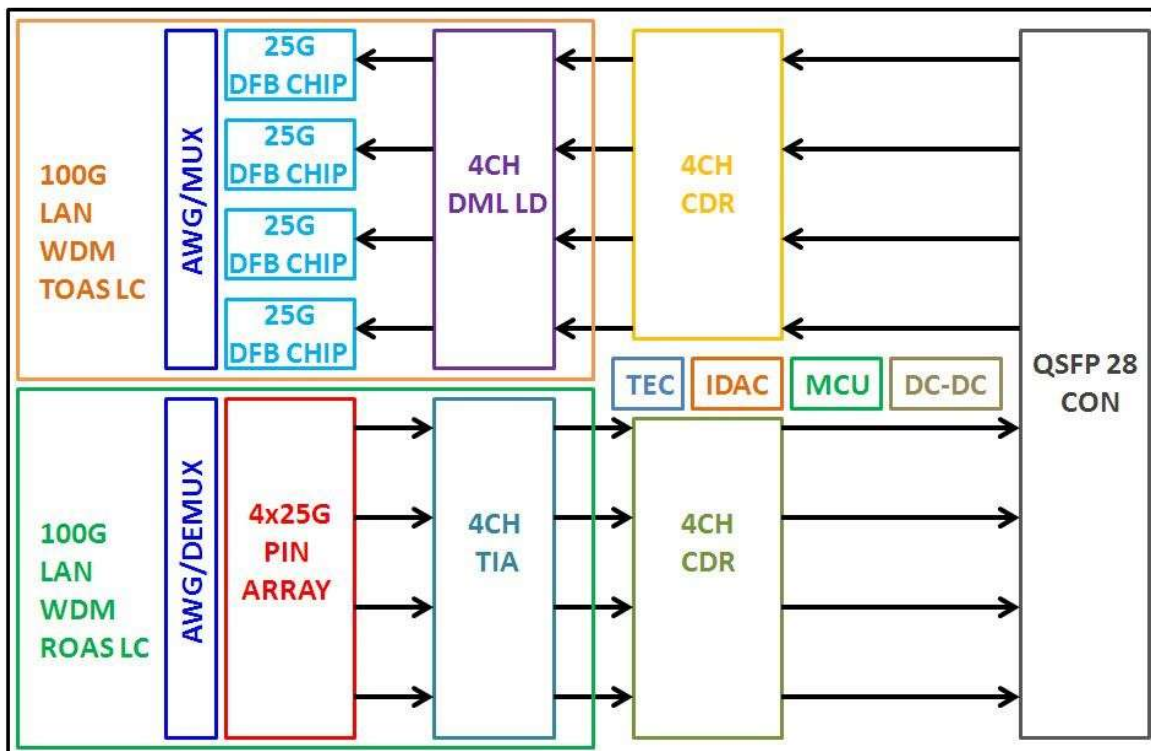 100G
LAN
WDM
TOAS LC
AWG/MUX
25G
DFB CHIP
25G
DFB CHIP
25G
DFB CHIP
25G
DFB CHIP
4CH
DML LD
4CH
CDR
QSFP 28
CON
TEC
IDAC
MCU
DC-DC
100G
LAN
WDM
ROAS LC
AWG/DEMUX
4x25G
PIN
ARRAY
4CH
TIA
4CH
CDR